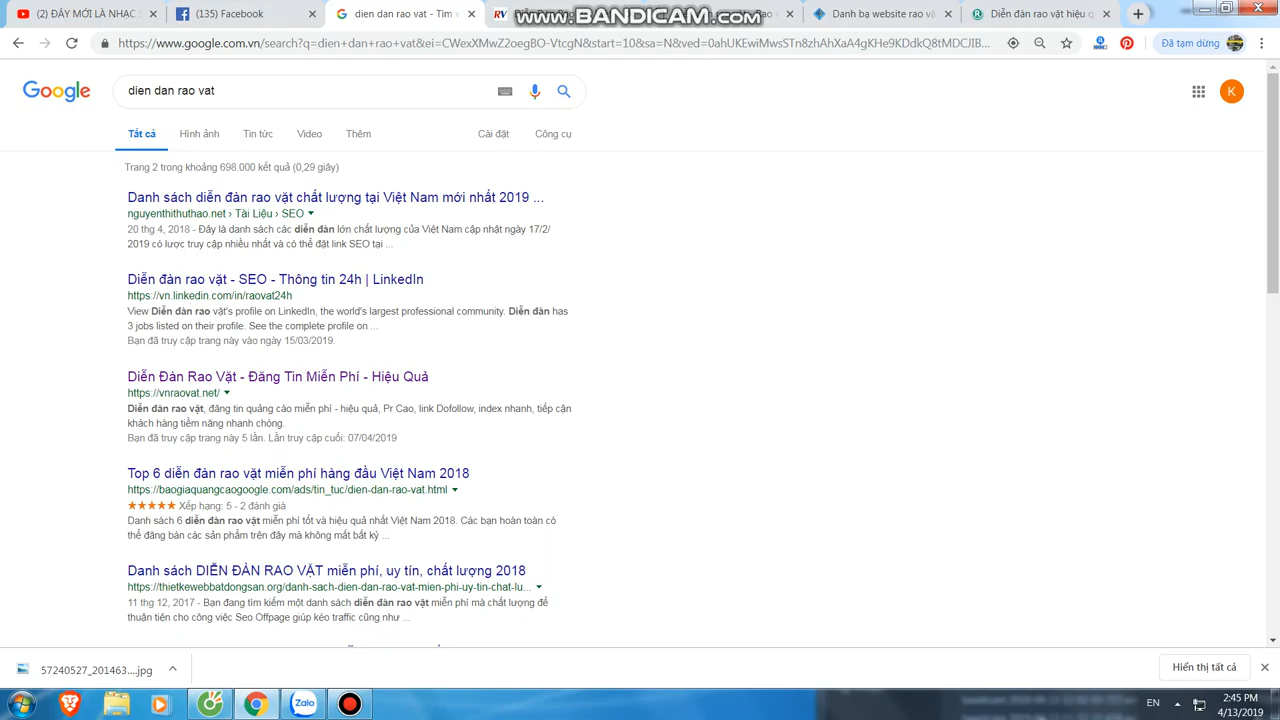 (2) ĐÂY MỚI LÀ NHẠC S
(135) Facebook
dien dan rao vat - Tìm v
Danh bạ website rao vặ
Diễn đàn rao vặt hiệu q
www.BANDICAM.com
Đã tạm dừng
Google
dien dan rao vat
K
Tất cả
Hình ảnh
Tin tức
Video
Thêm
Cài đặt
Công cụ
Trang 2 trong khoảng 698.000 kết quả (0,29 giây)
Danh sách diễn đàn rao vặt chất lượng tại Việt Nam mới nhất 2019 ...
nguyenthithuthao.net › Tài Liệu › SEO
20 thg 4, 2018 - Đây là danh sách các diễn đàn lớn chất lượng của Việt Nam cập nhật ngày 17/2/
2019 có lược truy cập nhiều nhất và có thể đặt link SEO tại ...
Diễn đàn rao vặt - SEO - Thông tin 24h | LinkedIn
https://vn.linkedin.com/in/raovat24h
View Diễn đàn rao vặt's profile on LinkedIn, the world's largest professional community. Diễn đàn has
3 jobs listed on their profile. See the complete profile on ...
Bạn đã truy cập trang này vào ngày 15/03/2019.
Diễn Đàn Rao Vặt - Đăng Tin Miễn Phí - Hiệu Quả
https://vnraovat.net/
Diễn đàn rao vặt, đăng tin quảng cáo miễn phí - hiệu quả, Pr Cao, link Dofollow, index nhanh, tiếp cận
khách hàng tiềm năng nhanh chóng.
Bạn đã truy cập trang này 5 lần. Lần truy cập cuối: 07/04/2019
Top 6 diễn đàn rao vặt miễn phí hàng đầu Việt Nam 2018
https://baogiaquangcaogoogle.com/ads/tin_tuc/dien-dan-rao-vat.html
Xếp hạng: 5 - 2 đánh giá
Danh sách 6 diễn đàn rao vặt miễn phí tốt và hiệu quả nhất Việt Nam 2018. Các bạn hoàn toàn có
thể đăng bán các sản phẩm trên đây mà không mất bất kỳ ...
Danh sách DIỄN ĐÀN RAO VẶT miễn phí, uy tín, chất lượng 2018
https://thietkewebbatdongsan.org/danh-sach-dien-dan-rao-vat-mien-phi-uy-tin-chat-lu...
11 thg 12, 2017 - Bạn đang tìm kiếm một danh sách diễn đàn rao vặt miễn phí mà chất lượng để
thuận tiện cho công việc Seo Offpage giúp kéo traffic cũng như ...
57240527_201463....jpg
Hiển thị tất cả
Zalo
EN
2:45 PM
4/13/2019